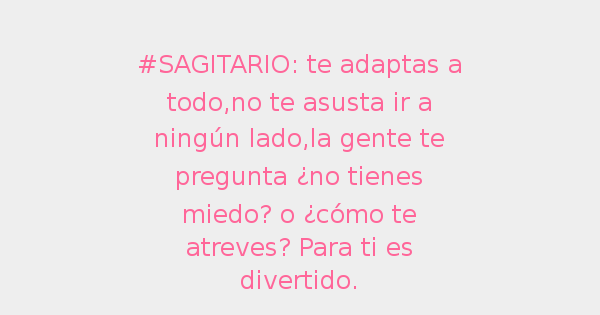 #SAGITARIO: te adaptas a
todo,no te asusta ir a
ningún lado,la gente te
pregunta ¿no tienes
miedo? o ¿cómo te
atreves? Para ti es
divertido.